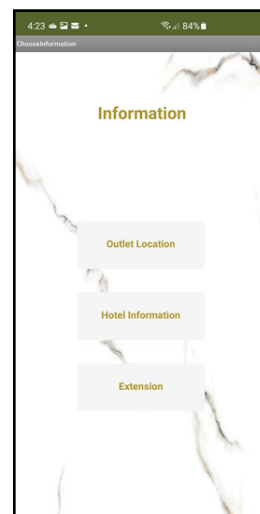 4:23 84%
ChooseInformation
Information
Outlet Location
Hotel Information
Extension